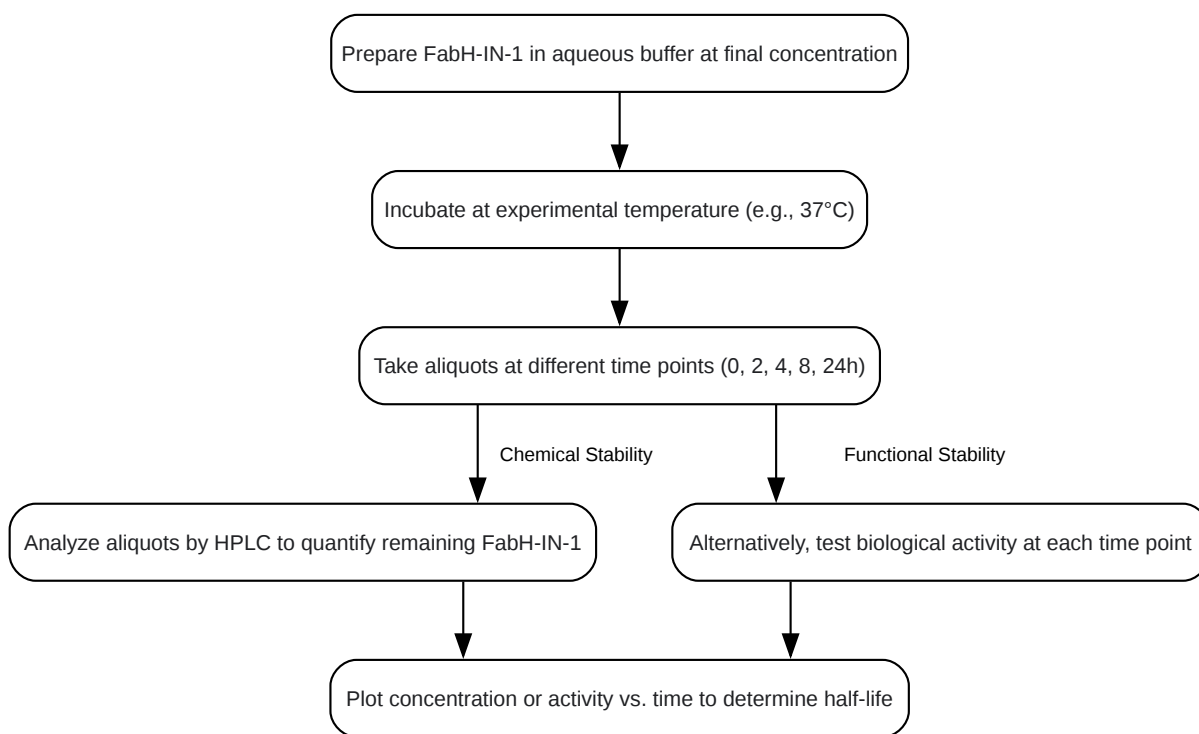 Prepare FabH-IN-1 in aqueous buffer at final concentration
Incubate at experimental temperature (e.g., 37°C)
Take aliquots at different time points (0, 2, 4, 8, 24h)
Chemical Stability
Functional Stability
Analyze aliquots by HPLC to quantify remaining FabH-IN-1
Alternatively, test biological activity at each time point
Plot concentration or activity vs. time to determine half-life